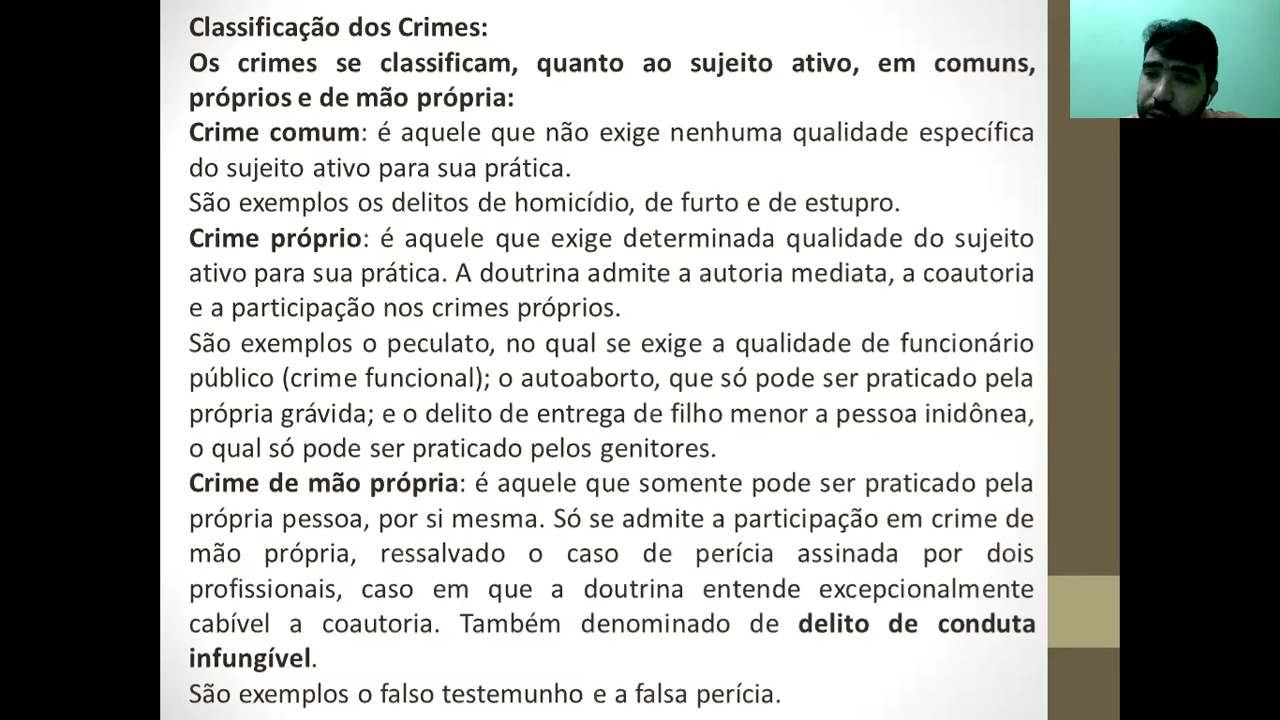 Classificação dos Crimes:
Os crimes se classificam, quanto ao sujeito ativo, em comuns,
próprios e de mão própria:
Crime comum: é aquele que não exige nenhuma qualidade específica
do sujeito ativo para sua prática.
São exemplos os delitos de homicídio, de furto e de estupro.
Crime próprio: é aquele que exige determinada qualidade do sujeito
ativo para sua prática. A doutrina admite a autoria mediata, a coautoria
e a participação nos crimes próprios.
São exemplos o peculato, no qual se exige a qualidade de funcionário
público (crime funcional); o autoaborto, que só pode ser praticado pela
própria grávida; e o delito de entrega de filho menor a pessoa inidônea,
o qual só pode ser praticado pelos genitores.
Crime de mão própria: é aquele que somente pode ser praticado pela
própria pessoa, por si mesma. Só se admite a participação em crime de
mão própria, ressalvado o caso de perícia assinada por dois
profissionais, caso em que a doutrina entende excepcionalmente
cabível a coautoria. Também denominado de delito de conduta
infungível.
São exemplos o falso testemunho e a falsa perícia.